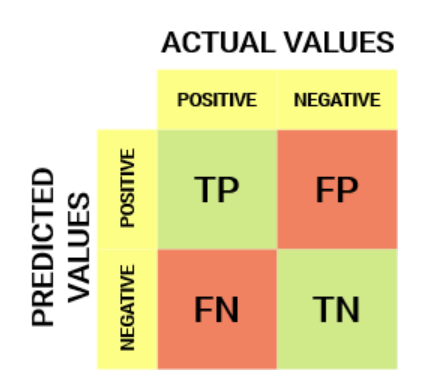 ACTUAL VALUES
POSITIVE NEGATIVE
PREDICTED
VALUES
POSITIVE
TP FP
NEGATIVE
FN TN